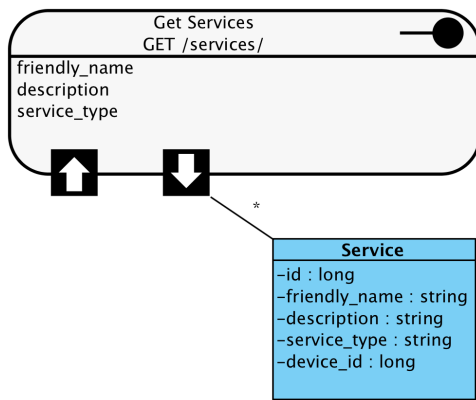 Get Services
GET /services/
friendly_name
description
service_type
*
Service
-id : long
-friendly_name : string
-description : string
-service_type : string
-device_id : long